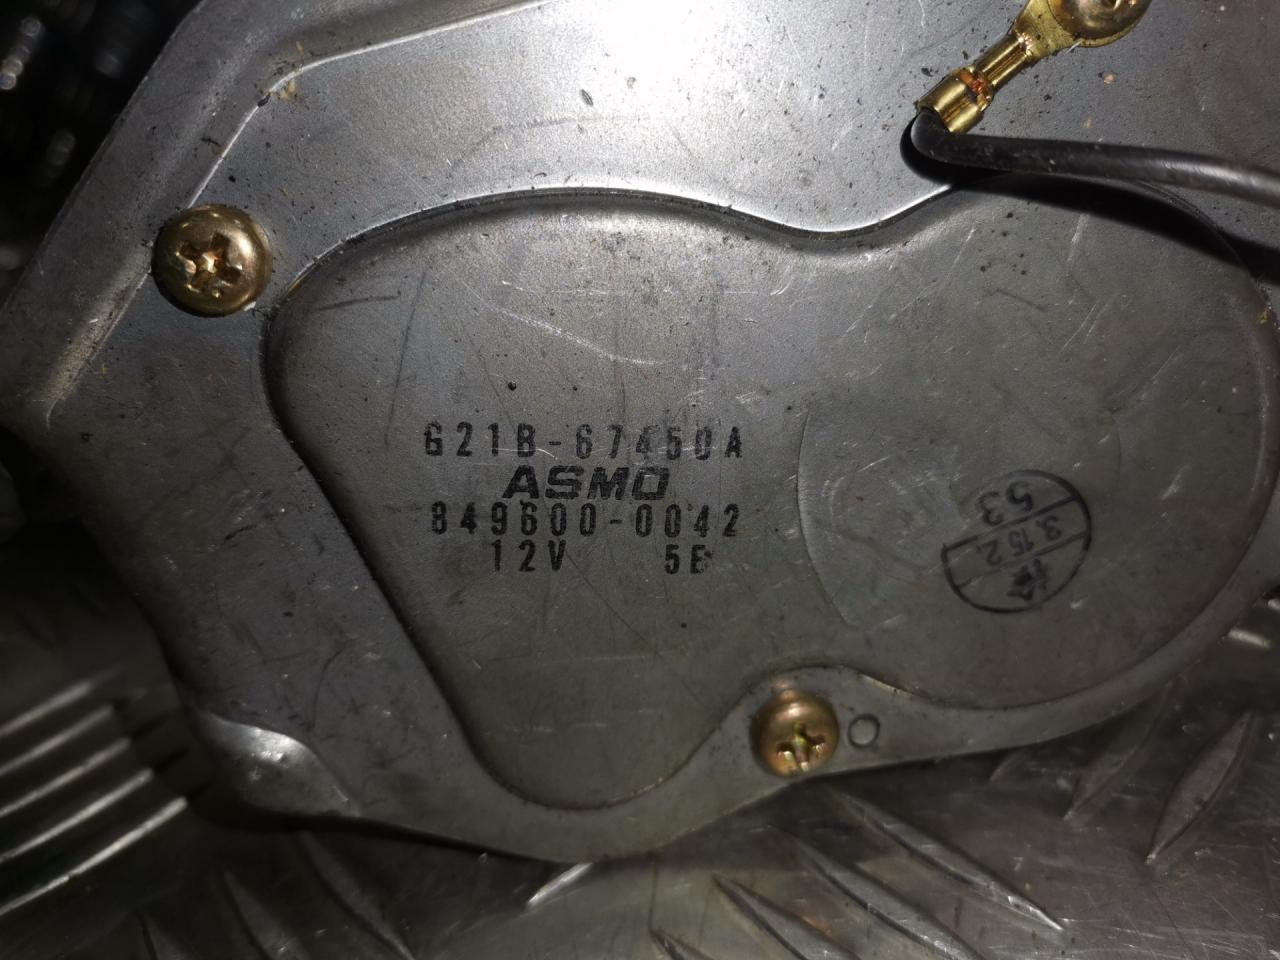 G21B-67450A
ASMO
849600-0042
12V 5B
53
3.15 2.